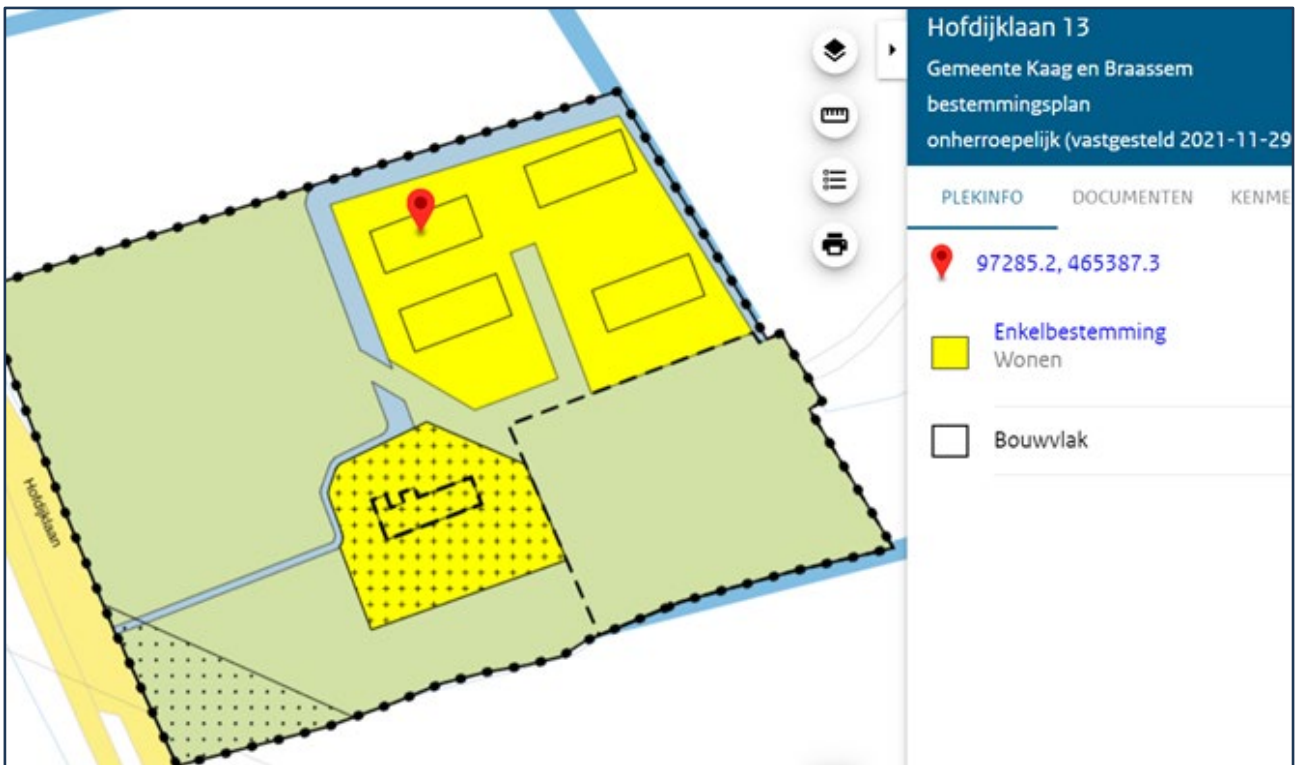 Hofdijklaan 13
Gemeente Kaag en Braassem
bestemmingsplan
onherroepelijk (vastgesteld 2021-11-29
PLEKINFO DOCUMENTEN KENME
97285.2, 465387.3
Enkelbestemming
Wonen
Bouwvlak
Hofdijklaan